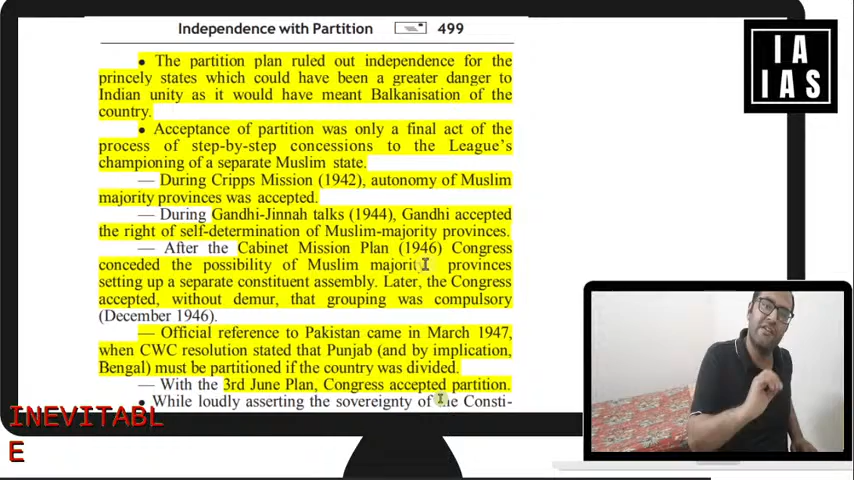 Independence with Partition 499
• The partition plan ruled out independence for the
princely states which could have been a greater danger to
Indian unity as it would have meant Balkanisation of the
country.
• Acceptance of partition was only a final act of the
process of step-by-step concessions to the League's
championing of a separate Muslim state.
— During Cripps Mission (1942), autonomy of Muslim
majority provinces was accepted.
— During Gandhi-Jinnah talks (1944), Gandhi accepted
the right of self-determination of Muslim-majority provinces.
— After the Cabinet Mission Plan (1946) Congress
conceded the possibility of Muslim majority provinces
setting up a separate constituent assembly. Later, the Congress
accepted, without demur, that grouping was compulsory
(December 1946).
— Official reference to Pakistan came in March 1947,
when CWC resolution stated that Punjab (and by implication,
Bengal) must be partitioned if the country was divided.
— With the 3rd June Plan, Congress accepted partition.
• While loudly asserting the sovereignty of the Consti-
INEVITABL
E
IA
IAS